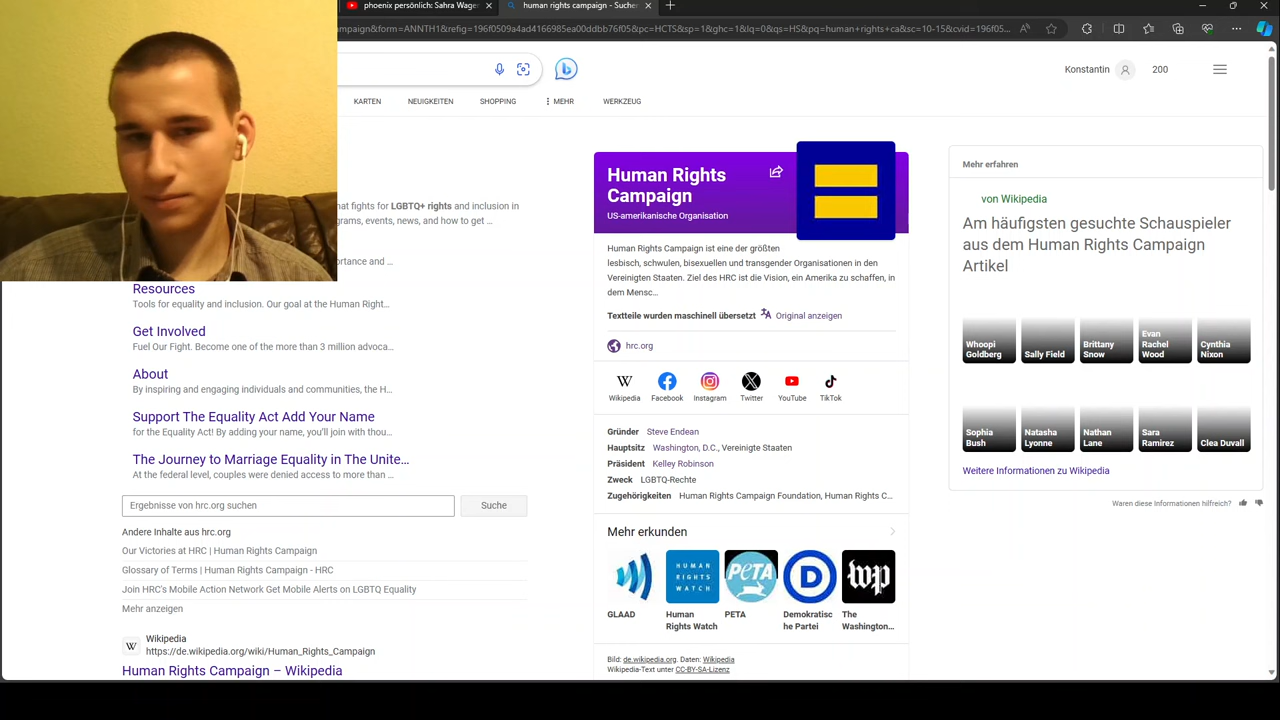 phoenix persönlich: Sahra Wager
human rights campaign - Sucher
ampaign&form=ANNTH1&refig=196f0509a4ad4166985ea00ddbb76f05&pc=HCTS&sp=1&ghc=1&lq=0&qs=HS&pq=human+rights+ca&sc=10-15&cvid=196f05...
Konstantin
200
KARTEN
NEUIGKEITEN
SHOPPING
MEHR
WERKZEUG
hat fights for LGBTQ+ rights and inclusion in
grams, events, news, and how to get ...
portance and ...
Resources
Tools for equality and inclusion. Our goal at the Human Right...
Get Involved
Fuel Our Fight. Become one of the more than 3 million advoca...
About
By inspiring and engaging individuals and communities, the H...
Support The Equality Act Add Your Name
for the Equality Act! By adding your name, you'll join with thou...
The Journey to Marriage Equality in The Unite...
At the federal level, couples were denied access to more than ...
Ergebnisse von hrc.org suchen
Suche
Andere Inhalte aus hrc.org
Our Victories at HRC | Human Rights Campaign
Glossary of Terms | Human Rights Campaign - HRC
Join HRC's Mobile Action Network Get Mobile Alerts on LGBTQ Equality
Mehr anzeigen
W
Wikipedia
https://de.wikipedia.org/wiki/Human_Rights_Campaign
Human Rights Campaign – Wikipedia
Human Rights
Campaign
US-amerikanische Organisation
Human Rights Campaign ist eine der größten
lesbisch, schwulen, bisexuellen und transgender Organisationen in den
Vereinigten Staaten. Ziel des HRC ist die Vision, ein Amerika zu schaffen, in
dem Mensc...
Textteile wurden maschinell übersetzt Original anzeigen
hrc.org
W
Wikipedia
Facebook
Instagram
Twitter
YouTube
TikTok
Gründer Steve Endean
Hauptsitz Washington, D.C., Vereinigte Staaten
Präsident Kelley Robinson
Zweck LGBTQ-Rechte
Zugehörigkeiten Human Rights Campaign Foundation, Human Rights C...
Mehr erkunden
HUMAN
RIGHTS
WATCH
PETA
D
wp
GLAAD
Human
Rights Watch
PETA
Demokratisc
he Partei
The
Washington...
Bild: de.wikipedia.org. Daten: Wikipedia
Wikipedia-Text unter CC-BY-SA-Lizenz
Mehr erfahren
von Wikipedia
Am häufigsten gesuchte Schauspieler
aus dem Human Rights Campaign
Artikel
Whoopi
Goldberg
Sally Field
Brittany
Snow
Evan
Rachel
Wood
Cynthia
Nixon
Sophia
Bush
Natasha
Lyonne
Nathan
Lane
Sara
Ramirez
Clea Duvall
Weitere Informationen zu Wikipedia
Waren diese Informationen hilfreich?